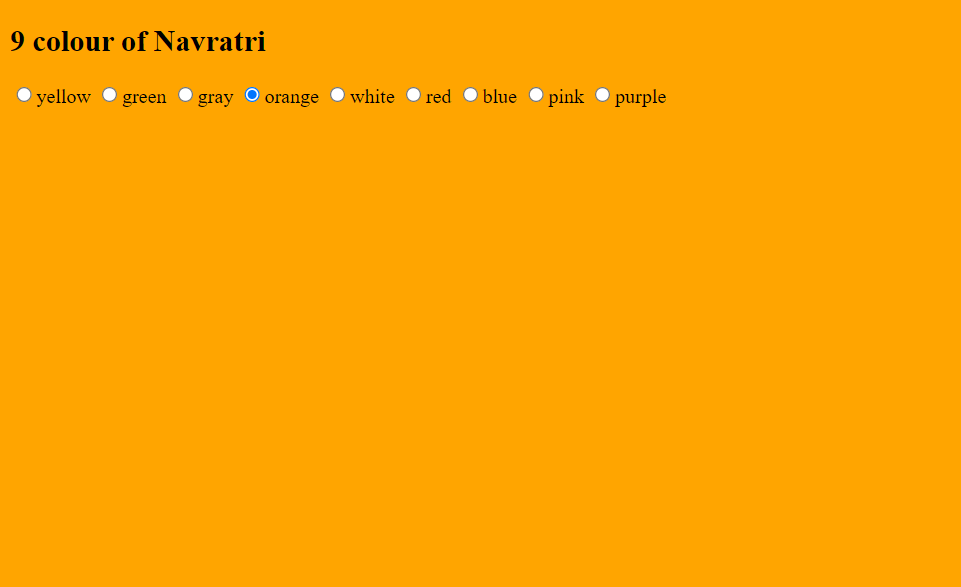 9 colour of Navratri
yellow green gray orange white red blue pink purple